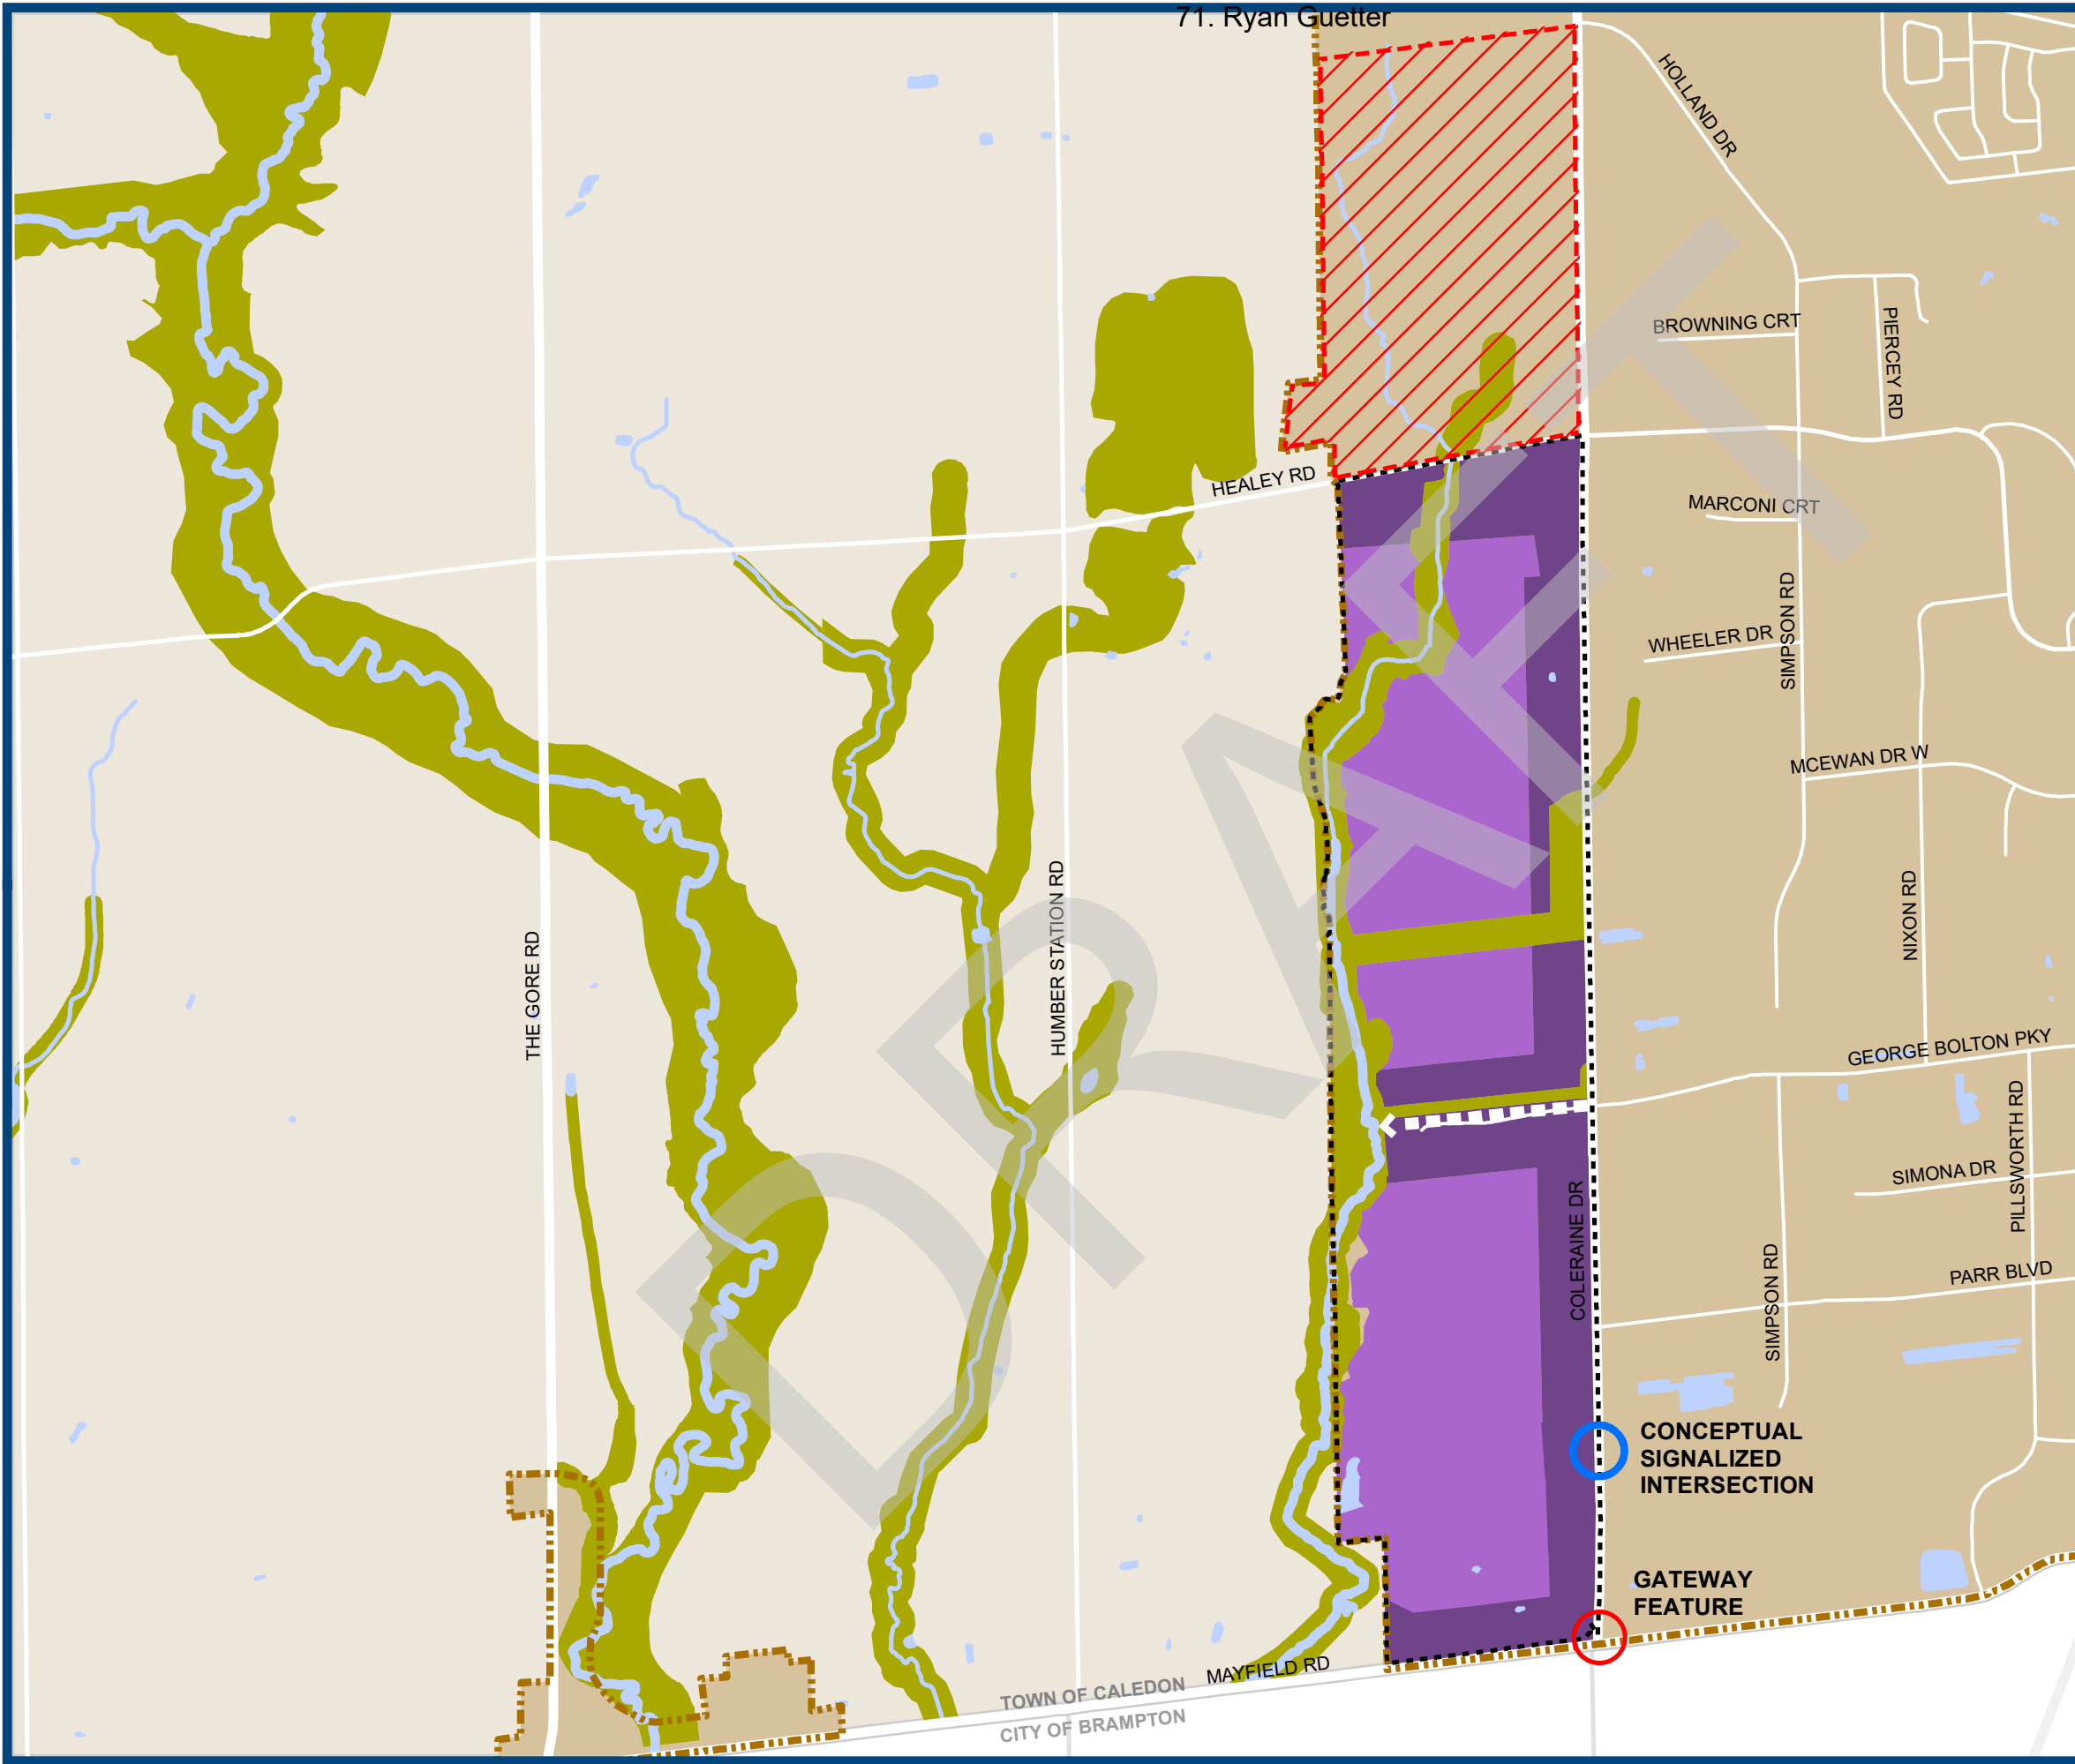 71. Ryan Guetter
HOLLAND DR
BROWNING CRT
PIERCEY RD
HEALEY RD
MARCONI CRT
SIMPSON RD
WHEELER DR
MCEWAN DR W
NIXON RD
THE GORE RD
HUMBER STATION RD
GEORGE BOLTON PKY
PILLSWORTH RD
SIMONA DR
COLERAINE DR
SIMPSON RD
PARR BLVD
CONCEPTUAL
SIGNALIZED
INTERSECTION
GATEWAY
FEATURE
MAYFIELD RD
TOWN OF CALEDON
CITY OF BRAMPTON
DRAFT